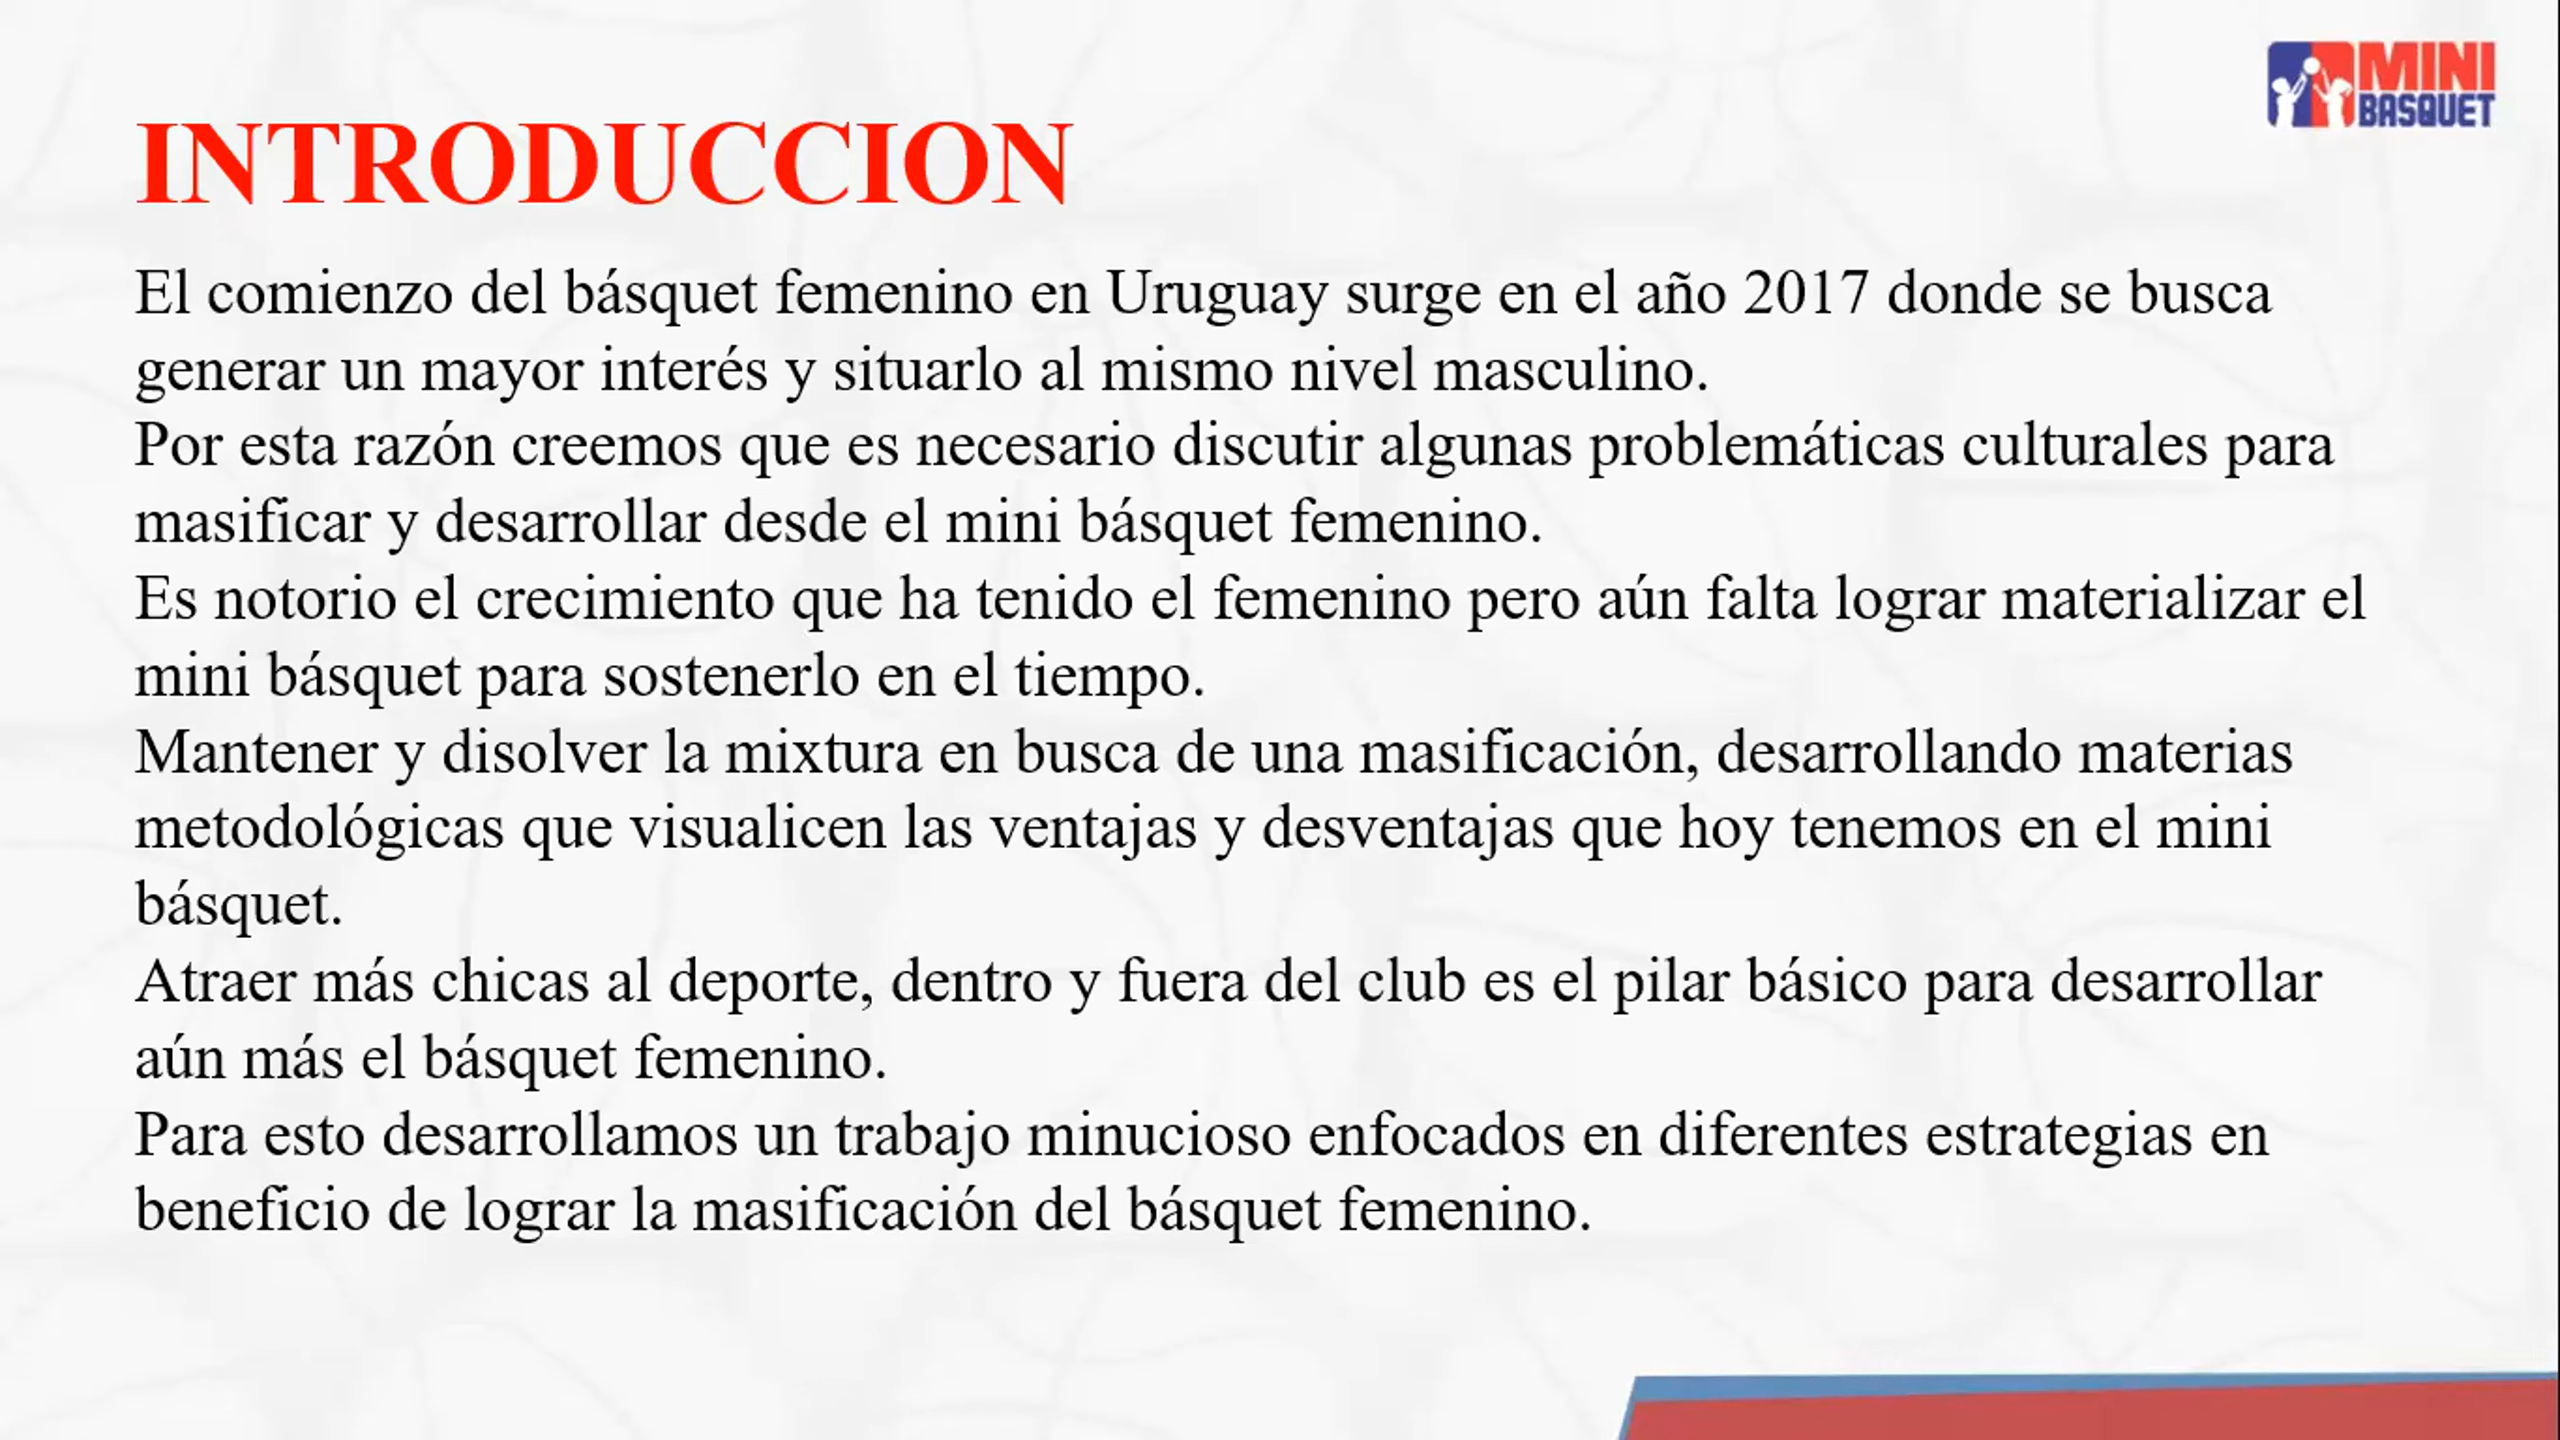 MINI
BASQUET
INTRODUCCION
El comienzo del básquet femenino en Uruguay surge en el año 2017 donde se busca
generar un mayor interés y situarlo al mismo nivel masculino.
Por esta razón creemos que es necesario discutir algunas problemáticas culturales para
masificar y desarrollar desde el mini básquet femenino.
Es notorio el crecimiento que ha tenido el femenino pero aún falta lograr materializar el
mini básquet para sostenerlo en el tiempo.
Mantener y disolver la mixtura en busca de una masificación, desarrollando materias
metodológicas que visualicen las ventajas y desventajas que hoy tenemos en el mini
básquet.
Atraer más chicas al deporte, dentro y fuera del club es el pilar básico para desarrollar
aún más el básquet femenino.
Para esto desarrollamos un trabajo minucioso enfocados en diferentes estrategias en
beneficio de lograr la masificación del básquet femenino.